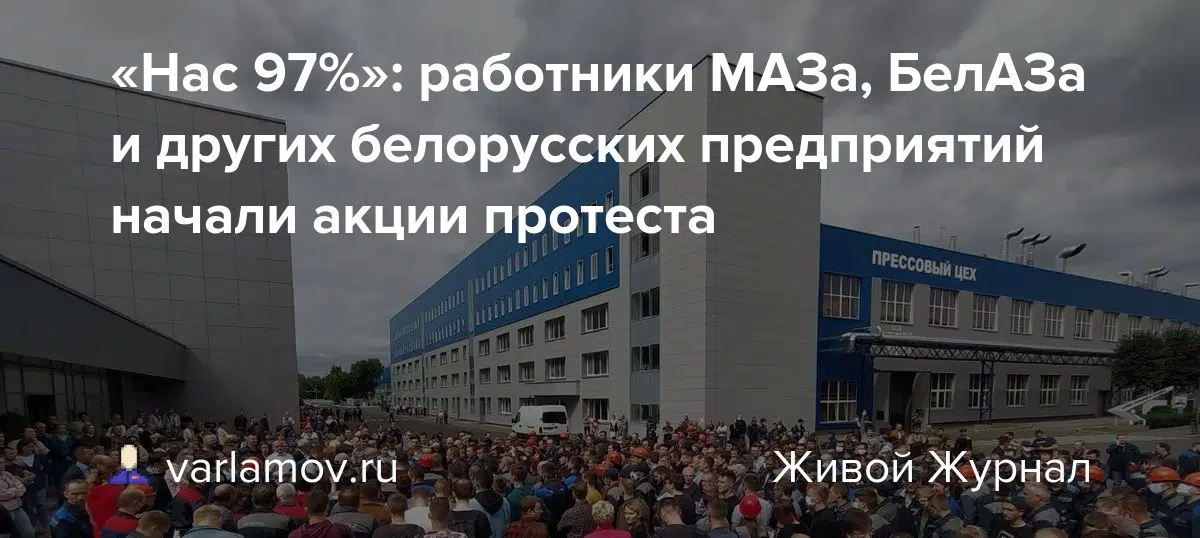 «Нас 97%»: работники МАЗа, БелАЗа
и других белорусских предприятий
начали акции протеста
ПРЕССОВЫЙ ЦЕХ
varlamov.ru
Живой Журнал